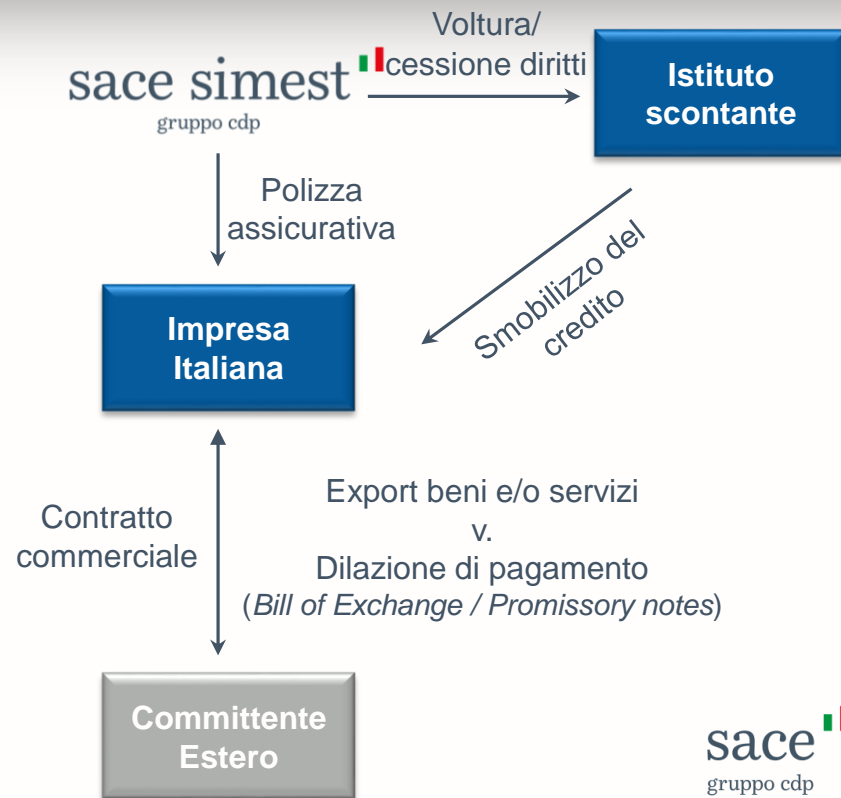 Voltura/
cessione diritti
sace simest
gruppo cdp
Istituto
scontante
Polizza
assicurativa
Smobilizzo del
credito
Impresa
Italiana
Contratto
commerciale
Export beni e/o servizi
v.
Dilazione di pagamento
(Bill of Exchange / Promissory notes)
Committente
Estero
sace
gruppo cdp